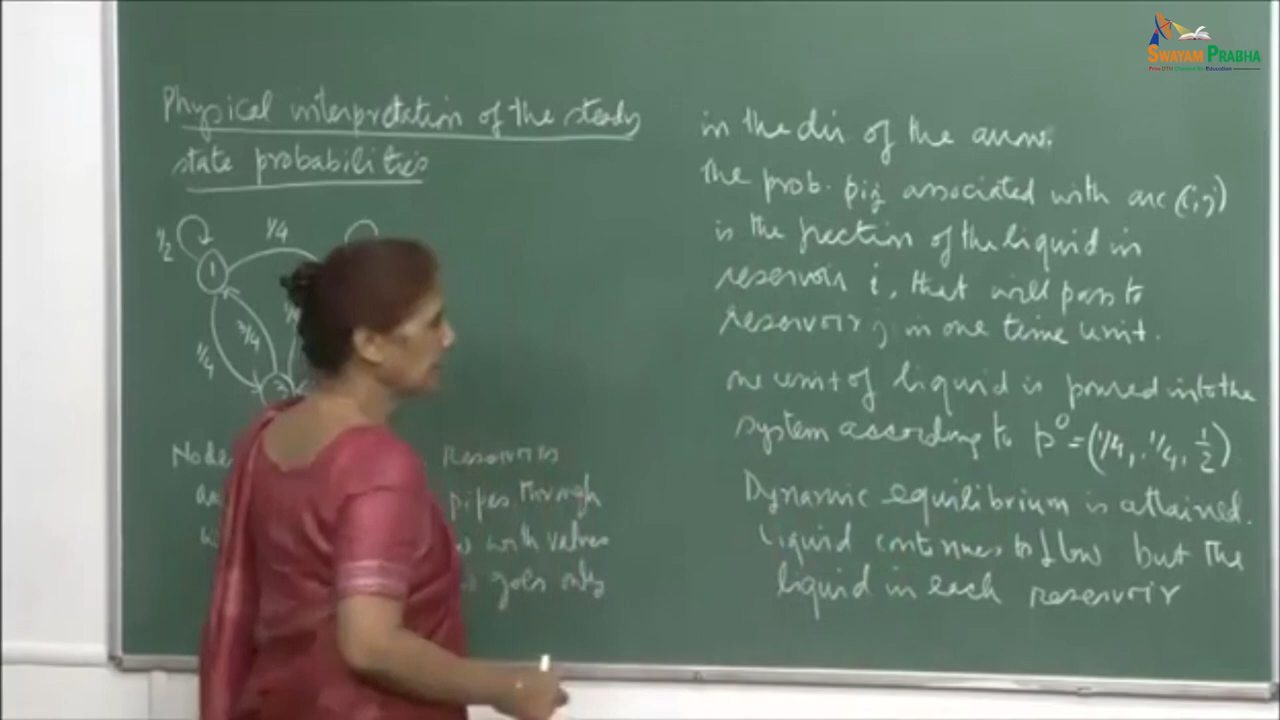 SWAYAM PRABHA
Physical interpretation of the steady
state probabilities
1/2
1/4
1
1/4
3/4
Node
Resources
pipes through
with valves
goes only
in the dir of the arrow.
The prob. pij associated with arc (i,j)
is the fraction of the liquid in
reservoir i, that will pass to
reservoir j in one time unit.
one unit of liquid is poured into the
system according to p⁰ = (1/4, 1/4, 1/2)
Dynamic equilibrium is attained.
Liquid continues to flow but the
liquid in each reservoir